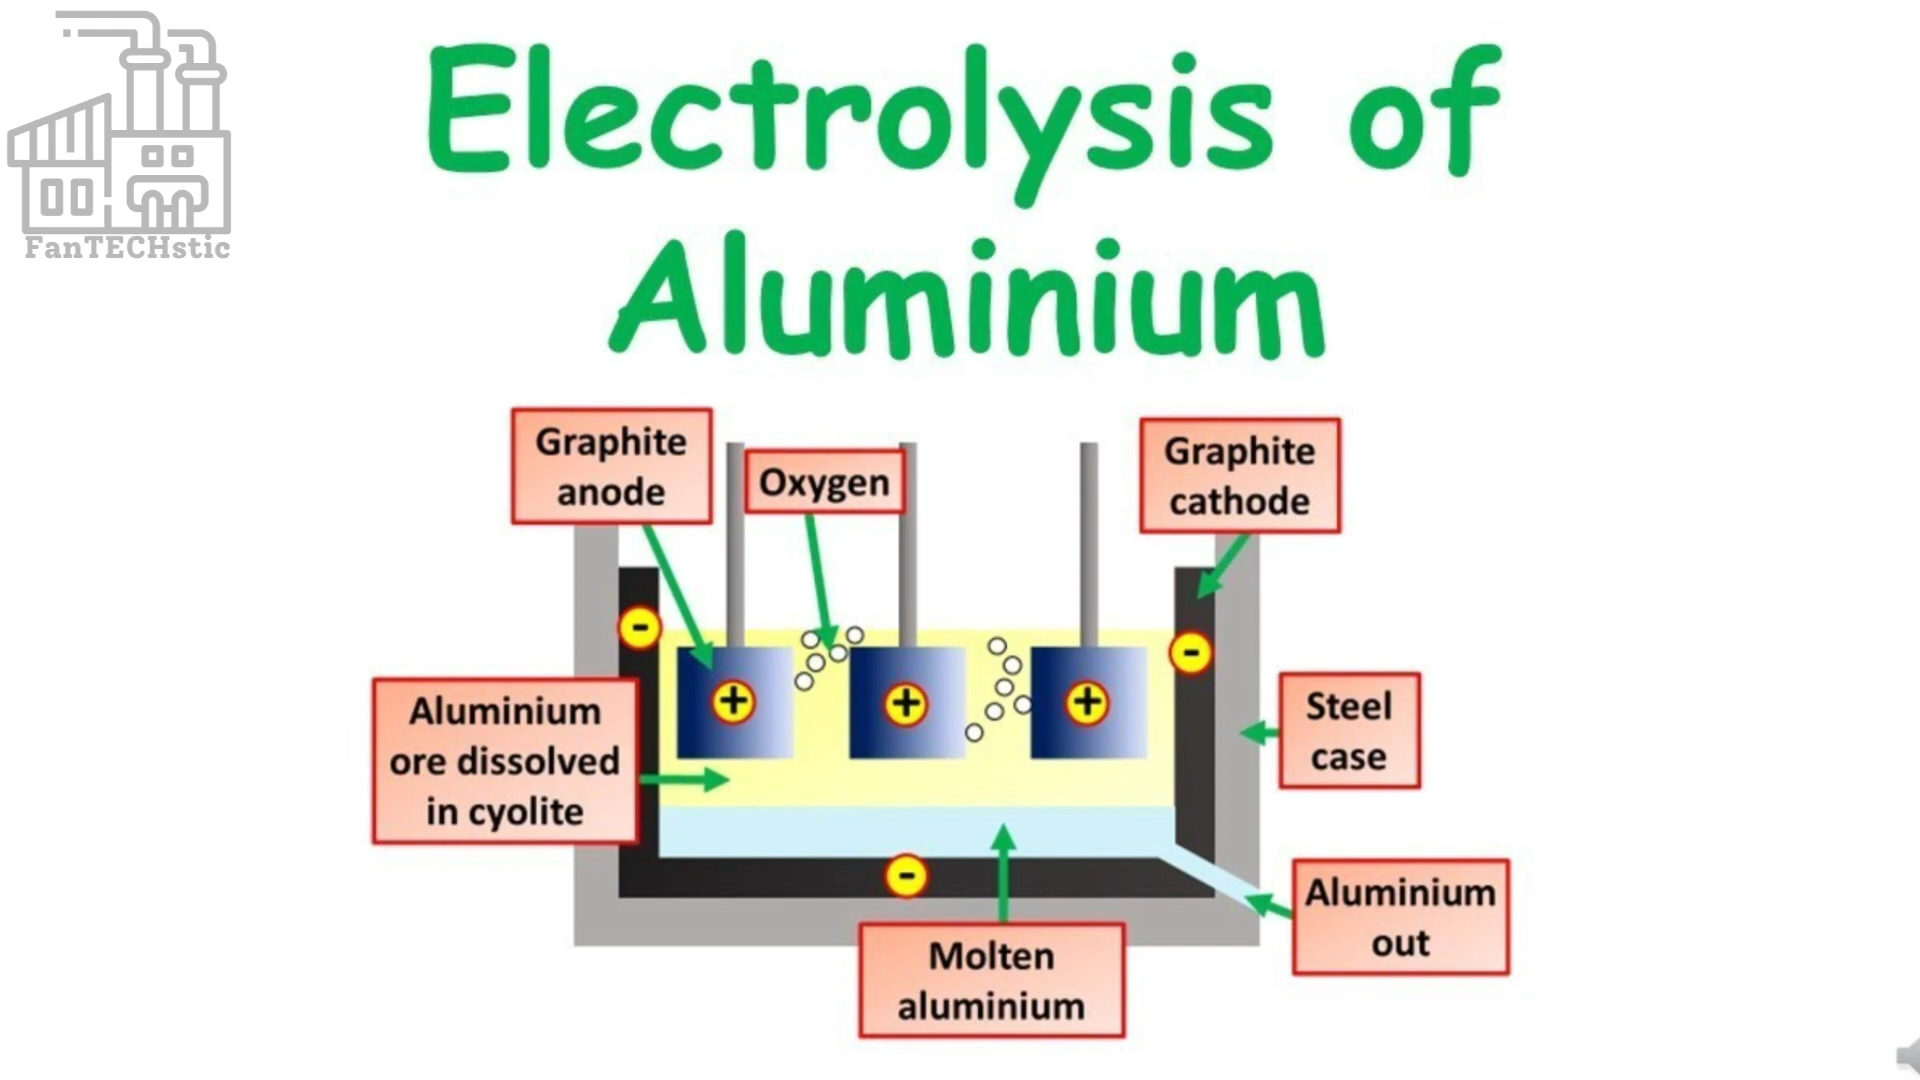 FanTECHstic
Electrolysis of
Aluminium
Graphite
anode
Oxygen
Graphite
cathode
+
+
+
-
-
-
Aluminium
ore dissolved
in cyolite
Steel
case
Aluminium
out
Molten
aluminium